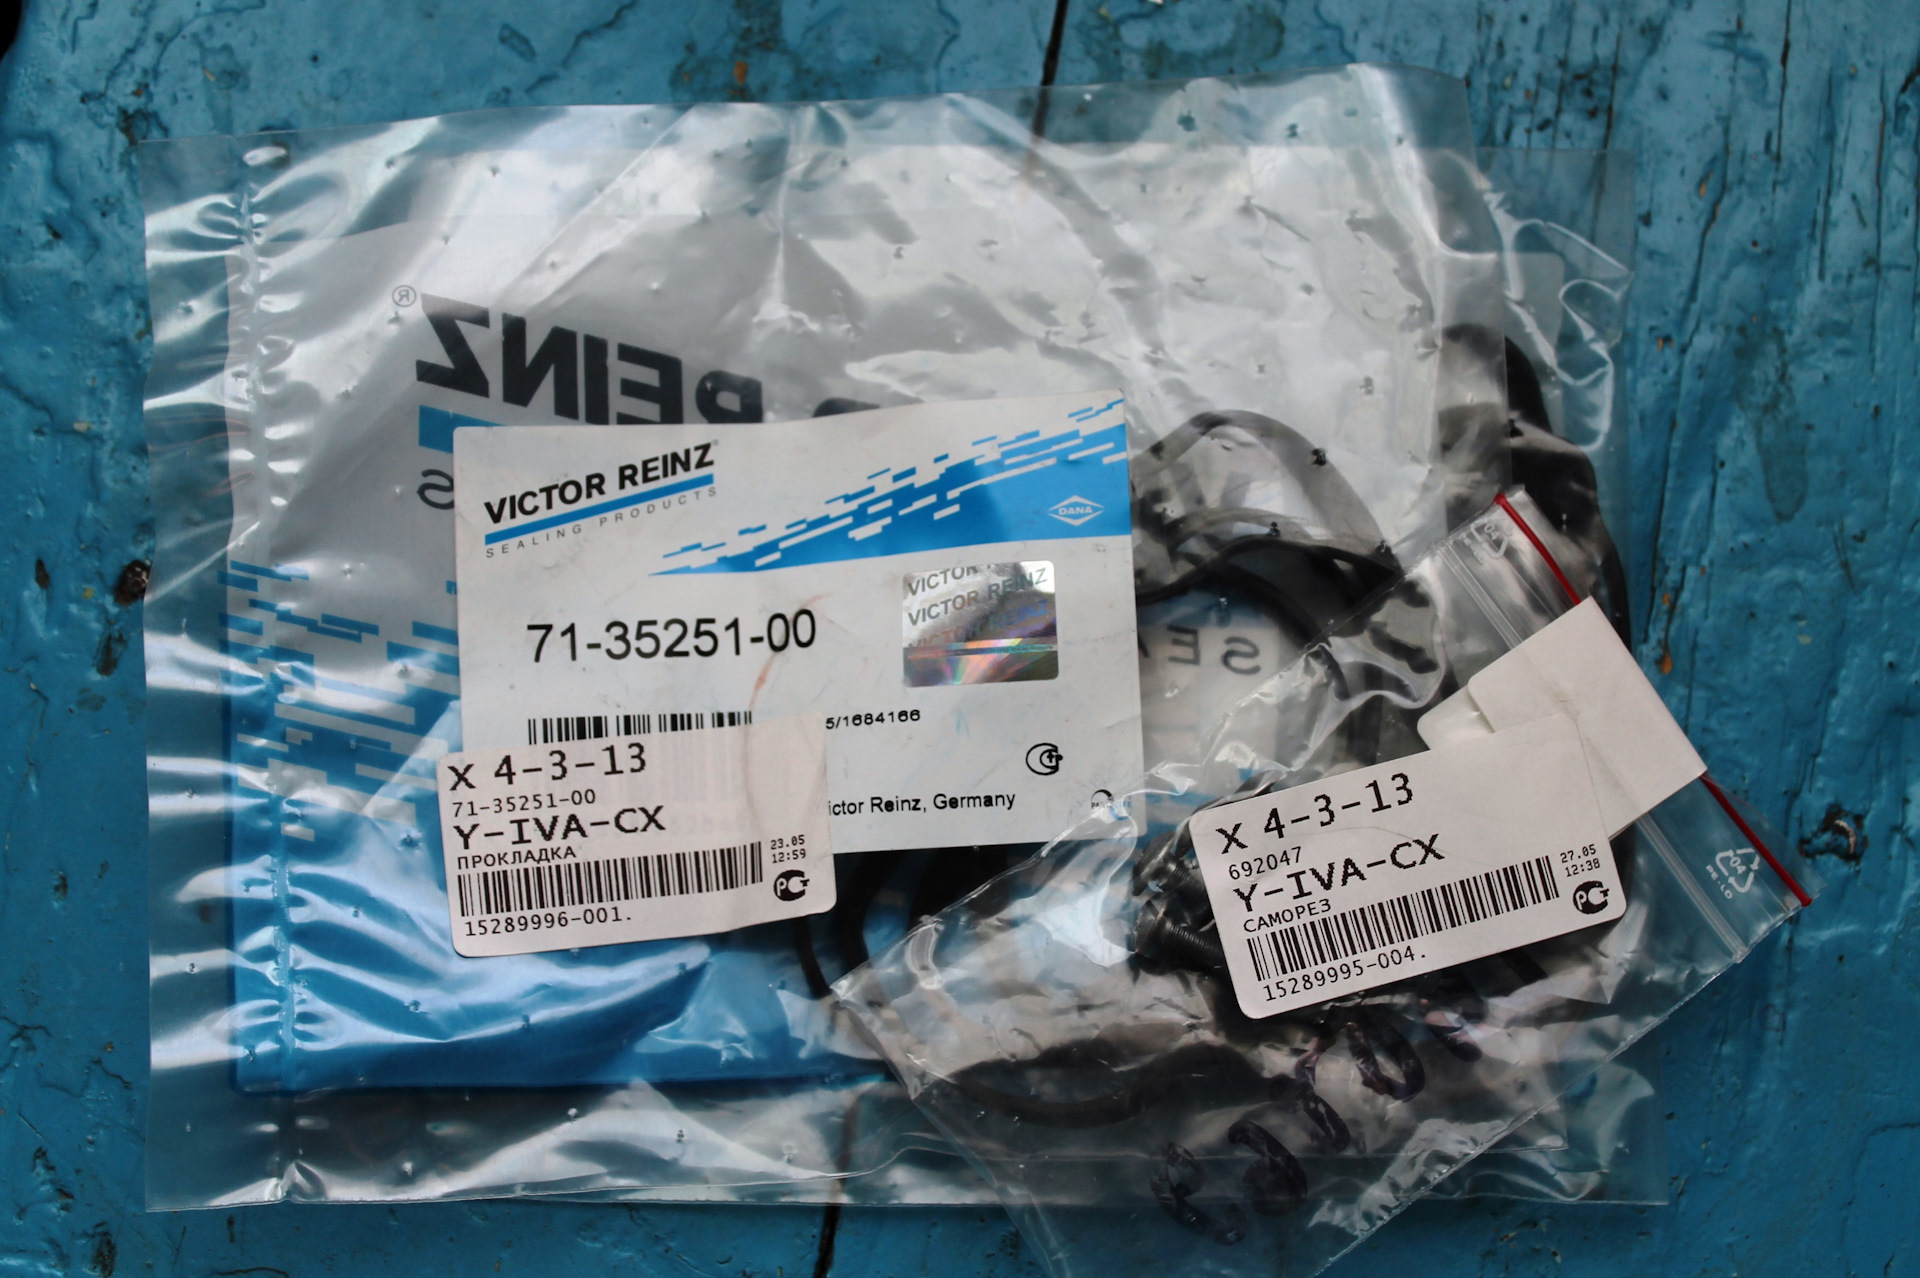 REINZ
®
VICTOR REINZ
SEALING PRODUCTS
DANA
VICTOR
VICTOR REINZ
71-35251-00
5/1684166
ictor Reinz, Germany
X 4-3-13
71-35251-00
Y-IVA-CX
ПРОКЛАДКА
23.05
12:59
15289996-001.
X 4-3-13
692047
Y-IVA-CX
САМОРЕЗ
27.05
12:38
15289995-004.
04
PE-LD